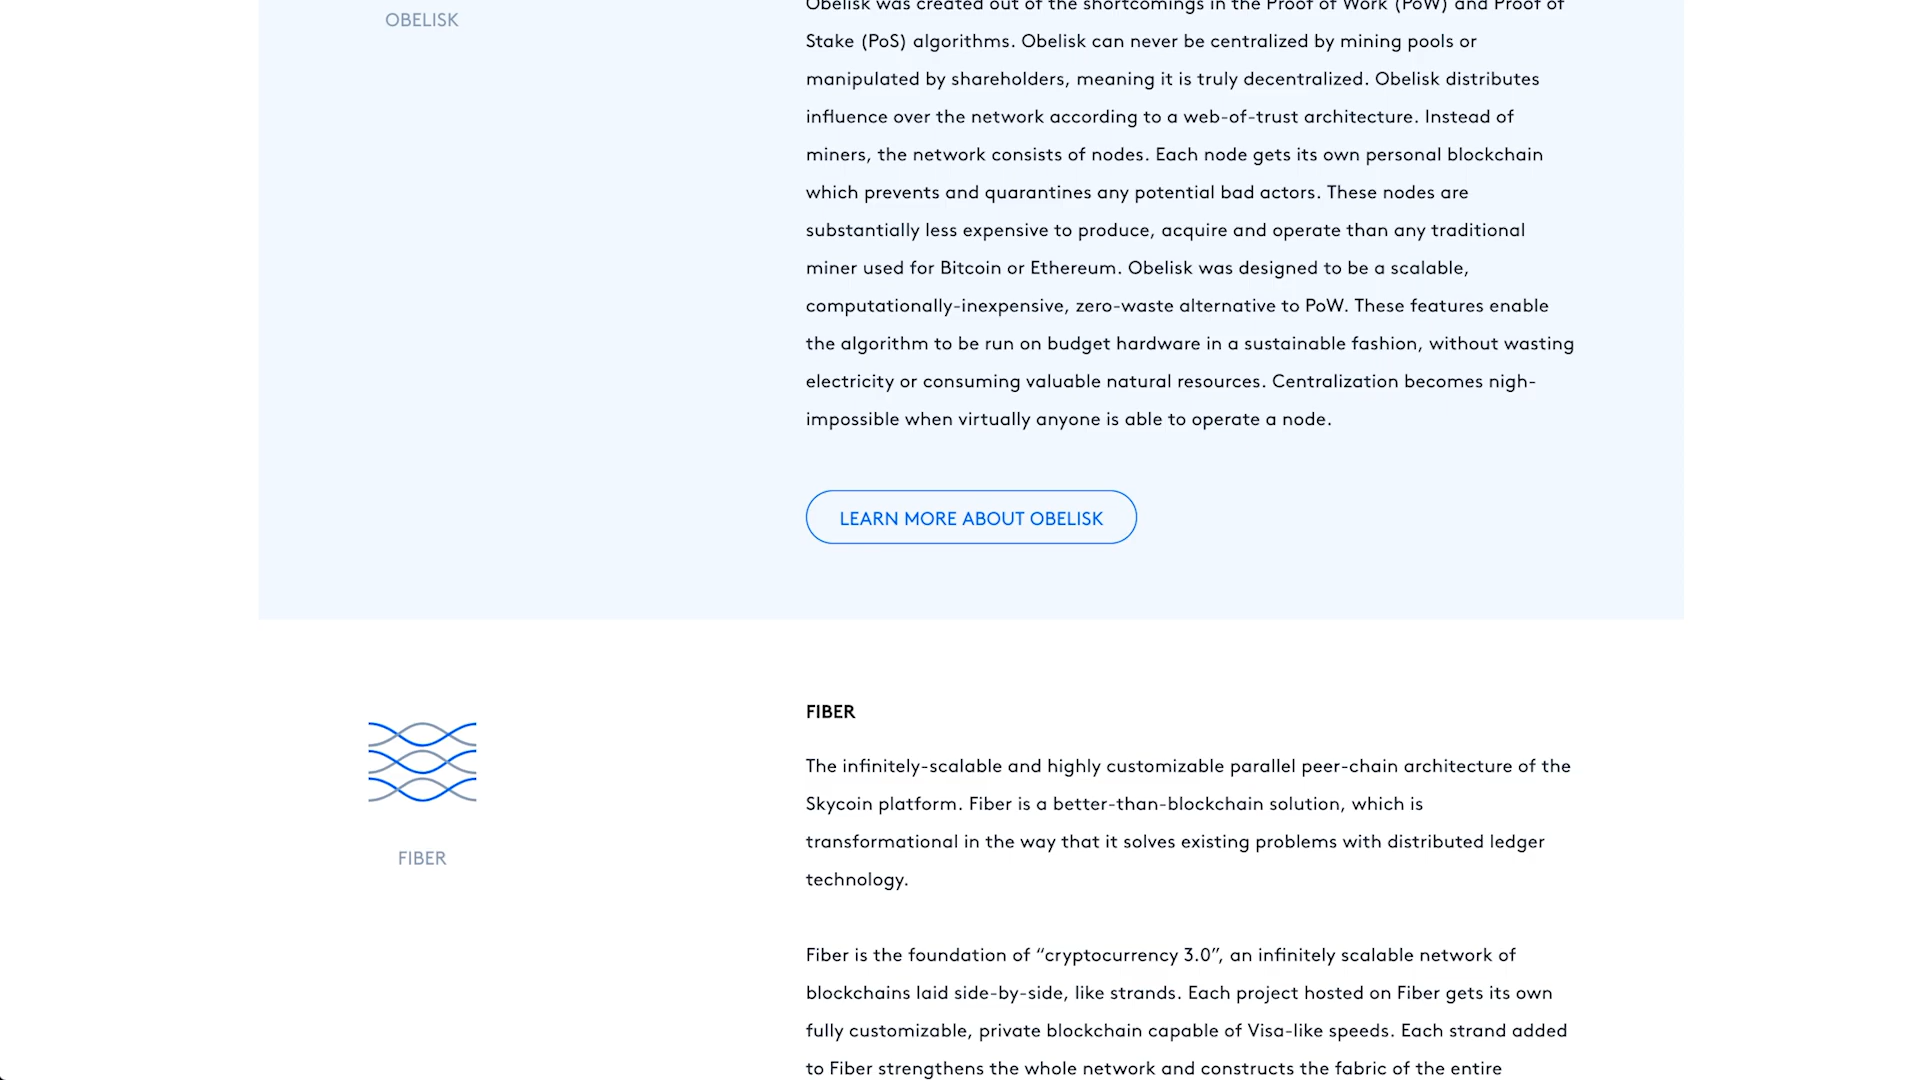 OBELISK
Obelisk was created out of the shortcomings in the Proof of Work (PoW) and Proof of
Stake (PoS) algorithms. Obelisk can never be centralized by mining pools or
manipulated by shareholders, meaning it is truly decentralized. Obelisk distributes
influence over the network according to a web-of-trust architecture. Instead of
miners, the network consists of nodes. Each node gets its own personal blockchain
which prevents and quarantines any potential bad actors. These nodes are
substantially less expensive to produce, acquire and operate than any traditional
miner used for Bitcoin or Ethereum. Obelisk was designed to be a scalable,
computationally-inexpensive, zero-waste alternative to PoW. These features enable
the algorithm to be run on budget hardware in a sustainable fashion, without wasting
electricity or consuming valuable natural resources. Centralization becomes nigh-
impossible when virtually anyone is able to operate a node.
LEARN MORE ABOUT OBELISK
FIBER
FIBER
The infinitely-scalable and highly customizable parallel peer-chain architecture of the
Skycoin platform. Fiber is a better-than-blockchain solution, which is
transformational in the way that it solves existing problems with distributed ledger
technology.
Fiber is the foundation of “cryptocurrency 3.0”, an infinitely scalable network of
blockchains laid side-by-side, like strands. Each project hosted on Fiber gets its own
fully customizable, private blockchain capable of Visa-like speeds. Each strand added
to Fiber strengthens the whole network and constructs the fabric of the entire